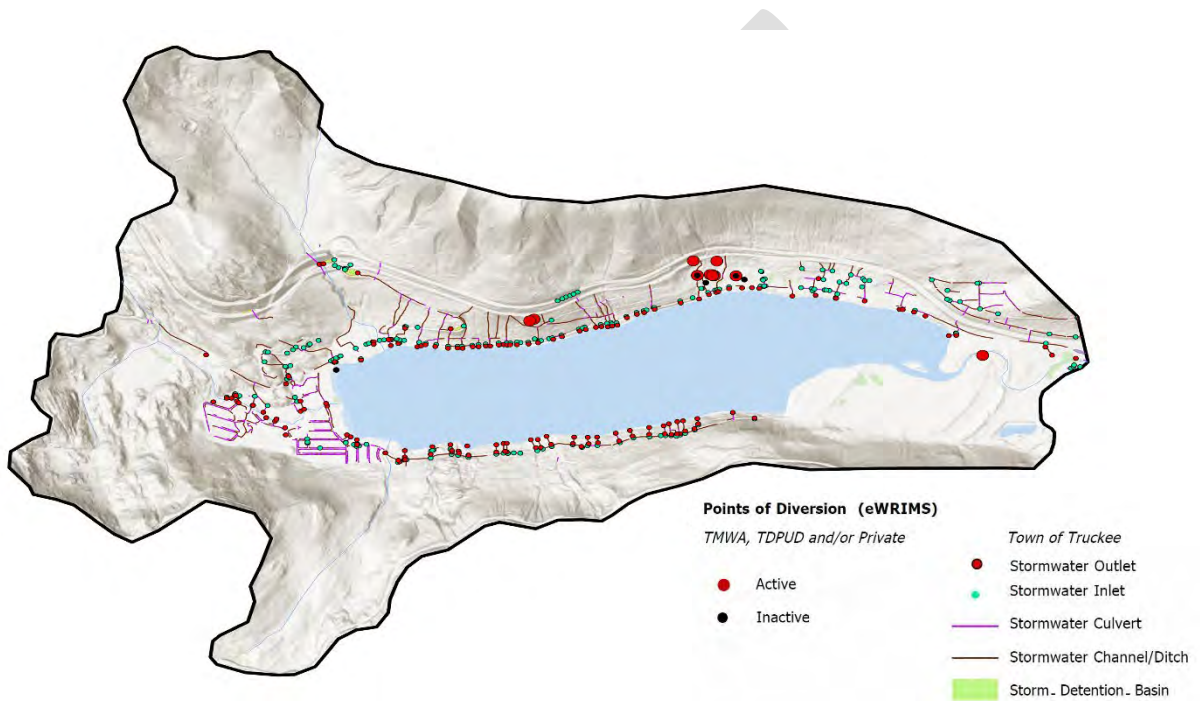 Points of Diversion (eWRIMS)
TMWA, TDPUD and/or Private
Active
Inactive
Town of Truckee
Stormwater Outlet
Stormwater Inlet
Stormwater Culvert
Stormwater Channel/Ditch
Storm_Detention_Basin